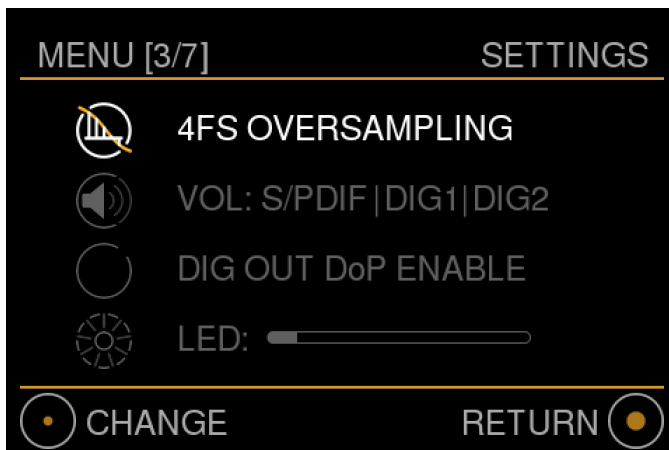 MENU [3/7] SETTINGS
4FS OVERSAMPLING
VOL: S/PDIF|DIG1|DIG2
DIG OUT DoP ENABLE
LED:
CHANGE RETURN